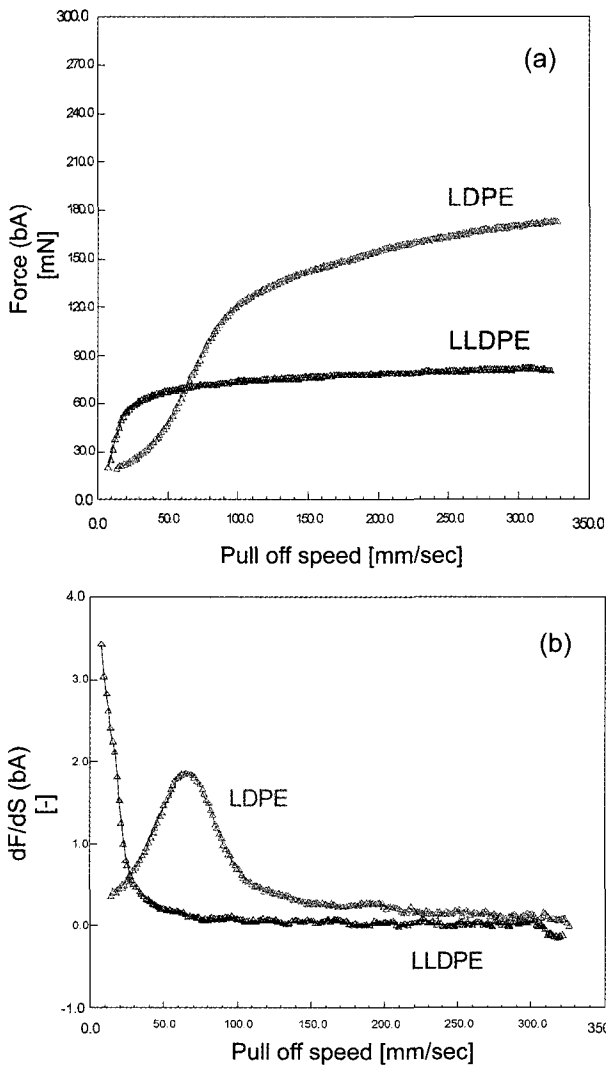 300.0
(a)
270.0
240.0
210.0
LDPE
180.0
150.0
120.0
LLDPE
90.0
60.0
30.0
0.0
Force (bA)
[mN]
0.0 50.0 100.0 150.0 200.0 250.0 300.0 350.0
Pull off speed [mm/sec]
4.0
(b)
3.0
2.0
LDPE
1.0
0.0
LLDPE
-1.0
dF/dS (bA)
[-]
0.0 50.0 100.0 150.0 200.0 250.0 300.0 350
Pull off speed [mm/sec]